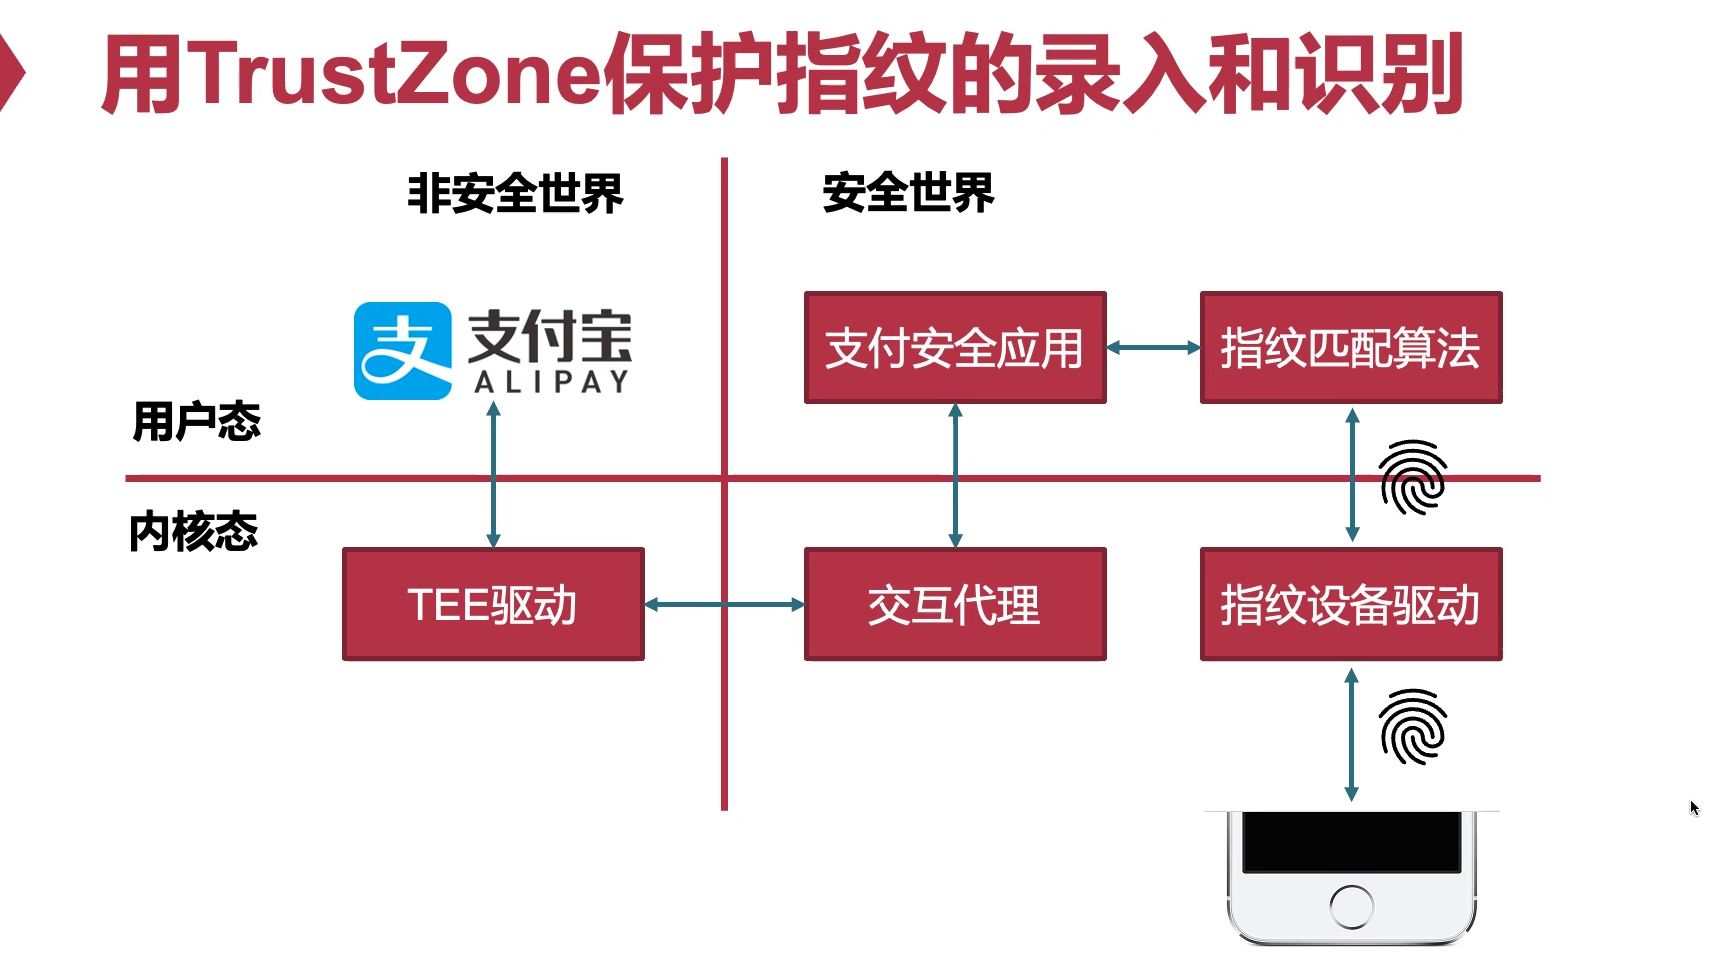 用TrustZone保护指纹的录入和识别
非安全世界
安全世界
支付宝
ALIPAY
支付安全应用
指纹匹配算法
用户态
内核态
TEE驱动
交互代理
指纹设备驱动